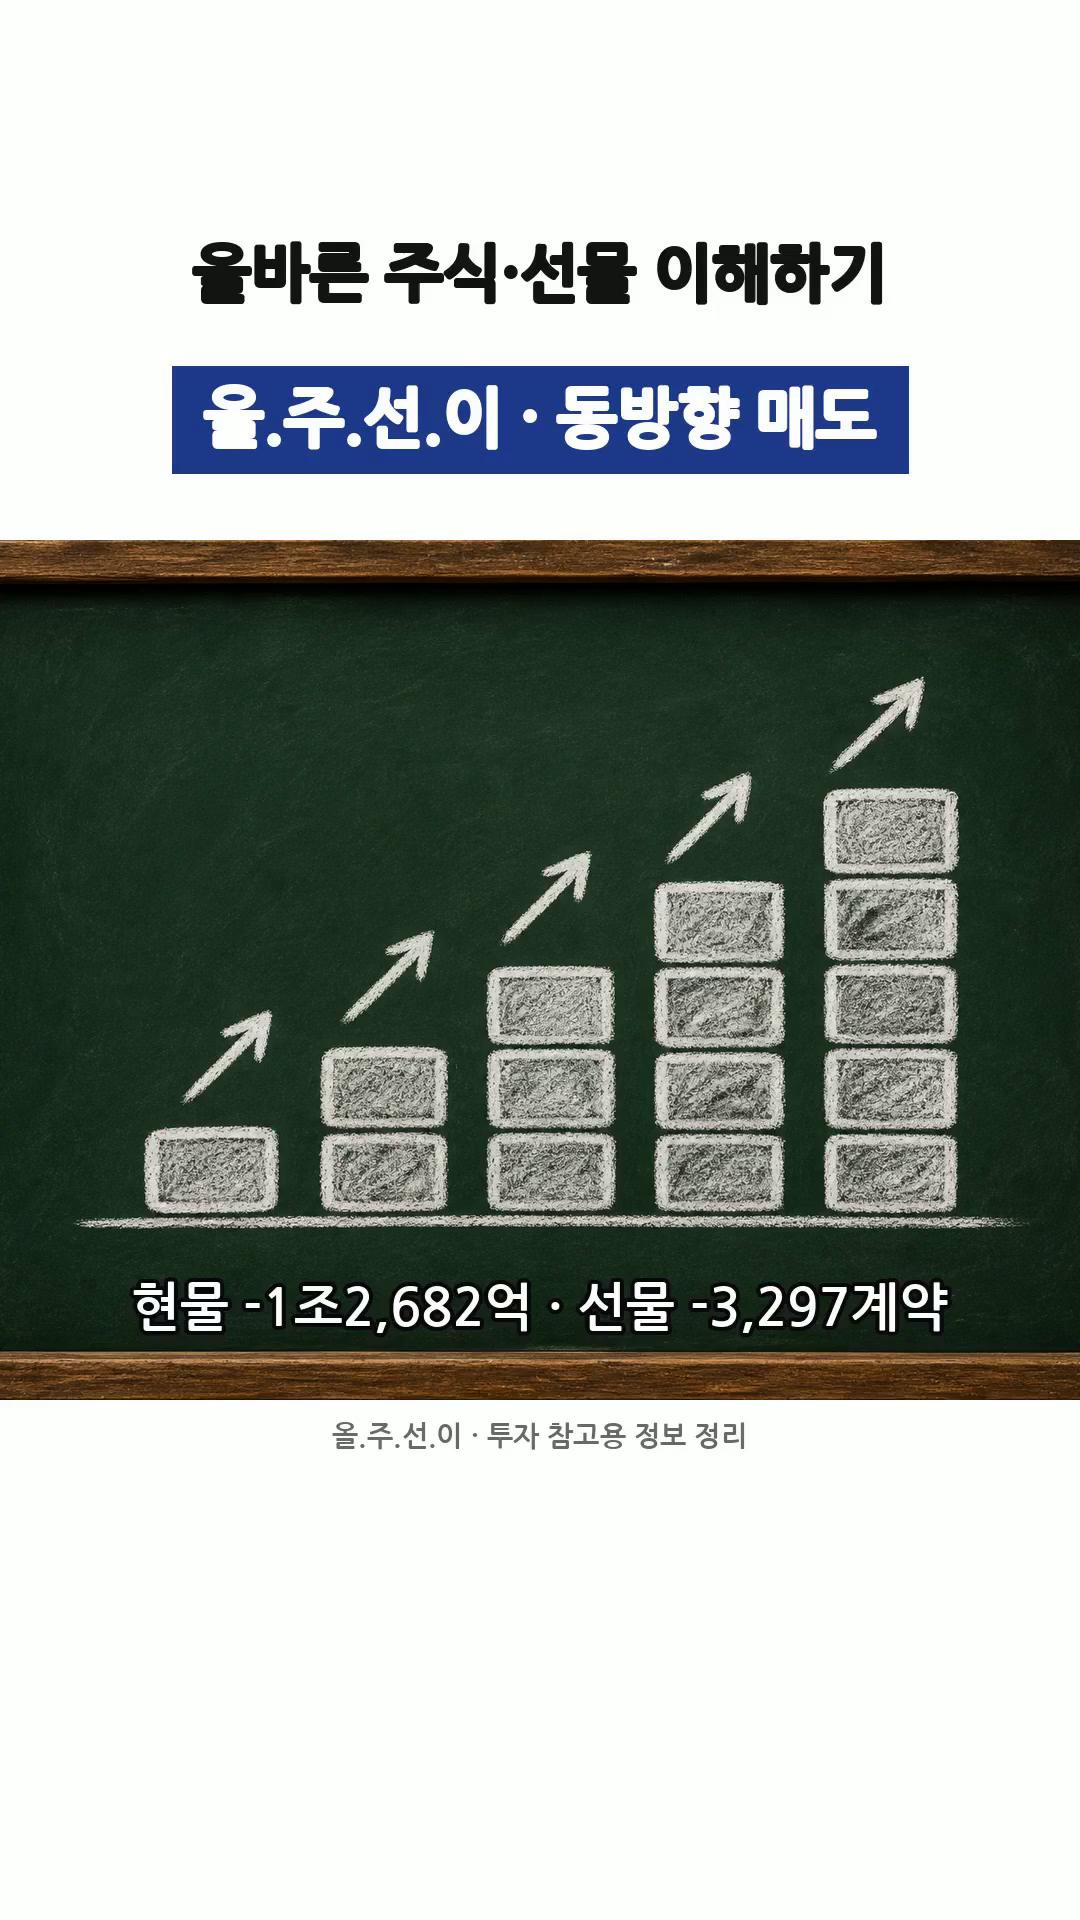 올바른 주식·선물 이해하기
올.주.선.이 · 동방향 매도
현물 -1조2,682억 · 선물 -3,297계약
올.주.선.이 · 투자 참고용 정보 정리